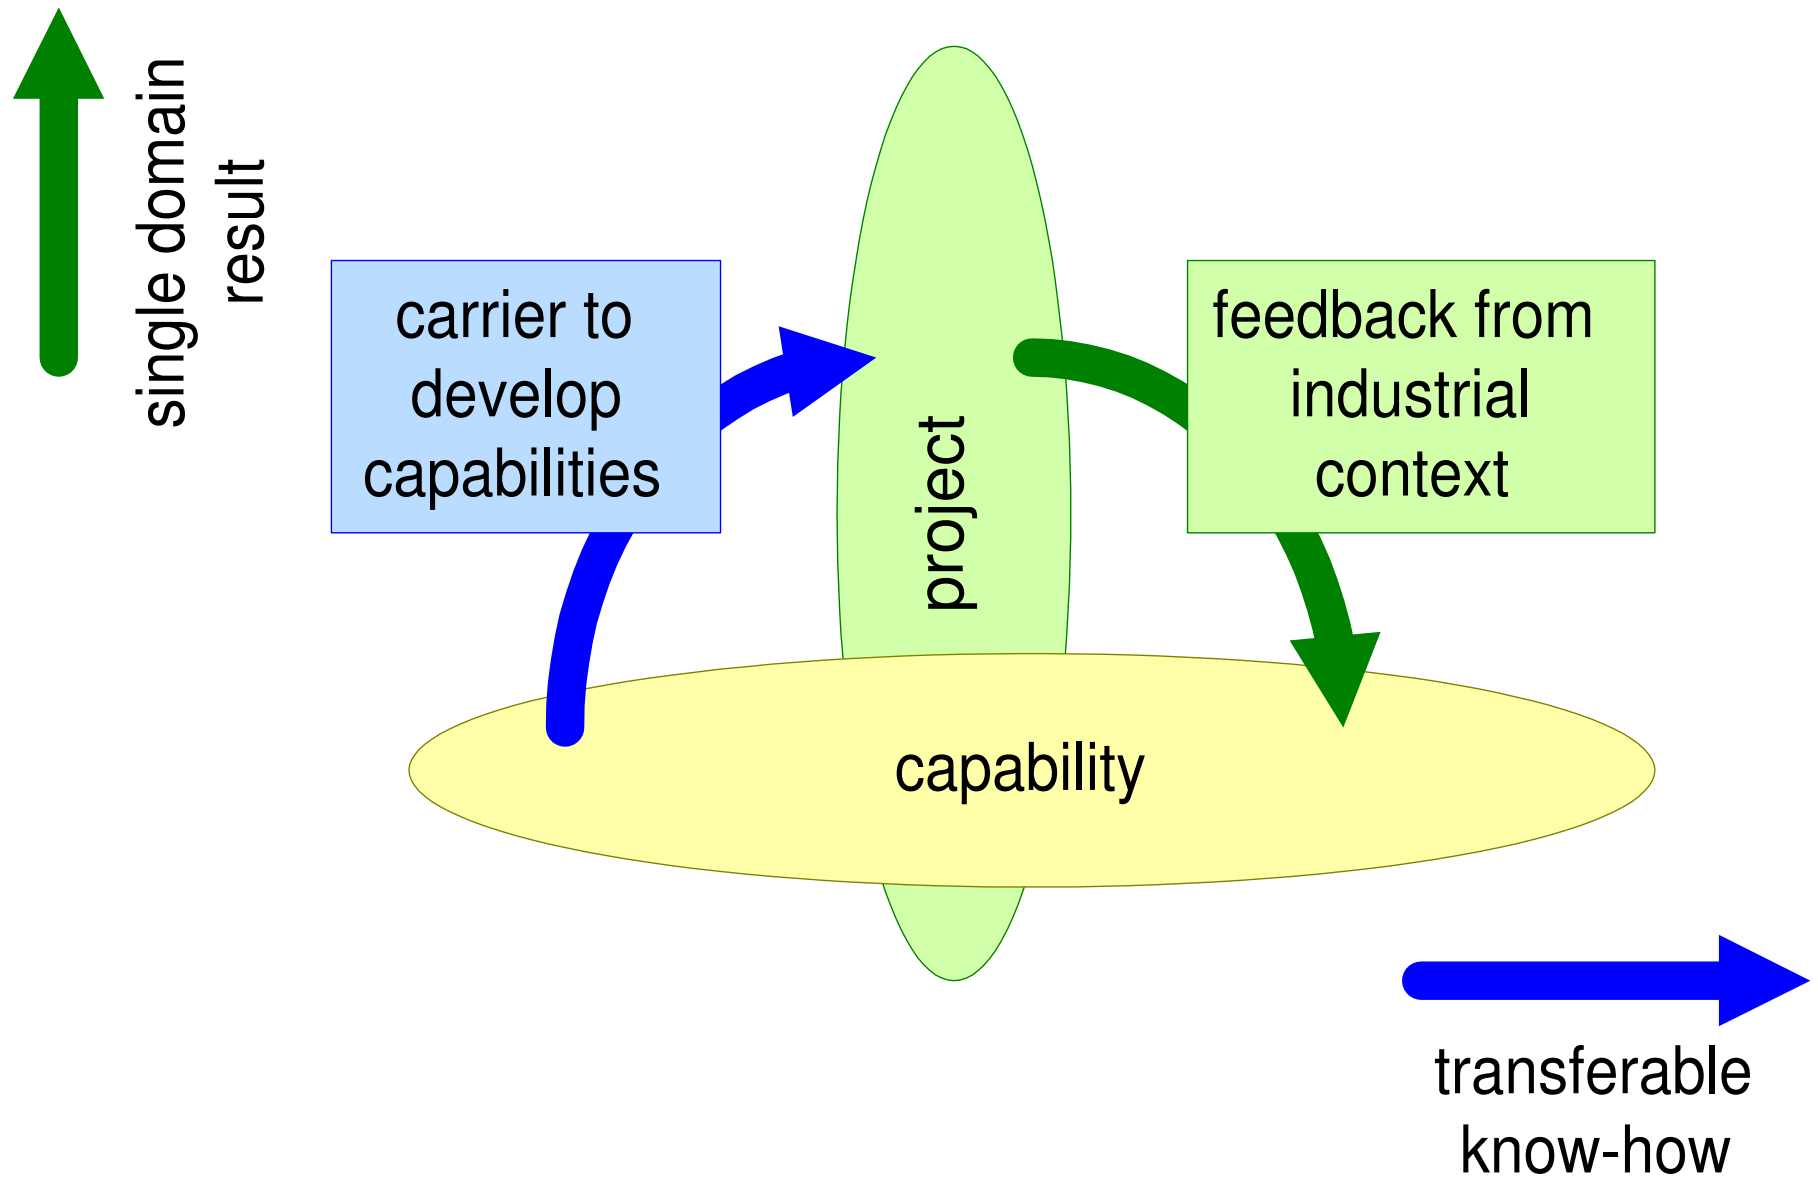 single domain
result
carrier to
develop
capabilities
project
feedback from
industrial
context
capability
transferable
know-how